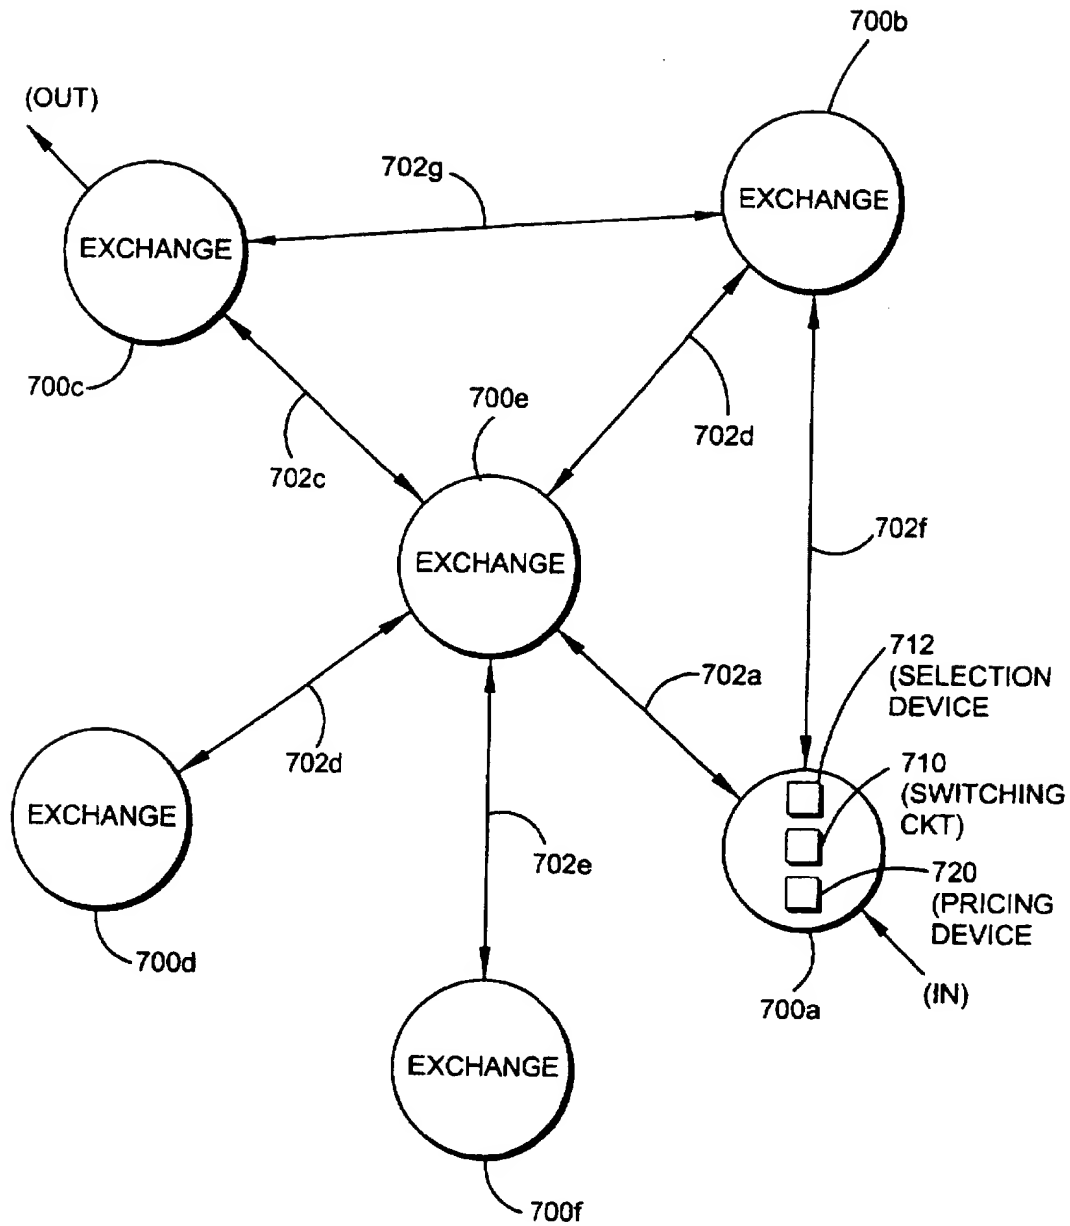 700b
(OUT)
702g
EXCHANGE
EXCHANGE
700c
700e
702d
702c
EXCHANGE
702f
712
(SELECTION
DEVICE
702a
702d
710
(SWITCHING
CKT)
EXCHANGE
702e
720
(PRICING
DEVICE
700d
700a
(IN)
EXCHANGE
700f